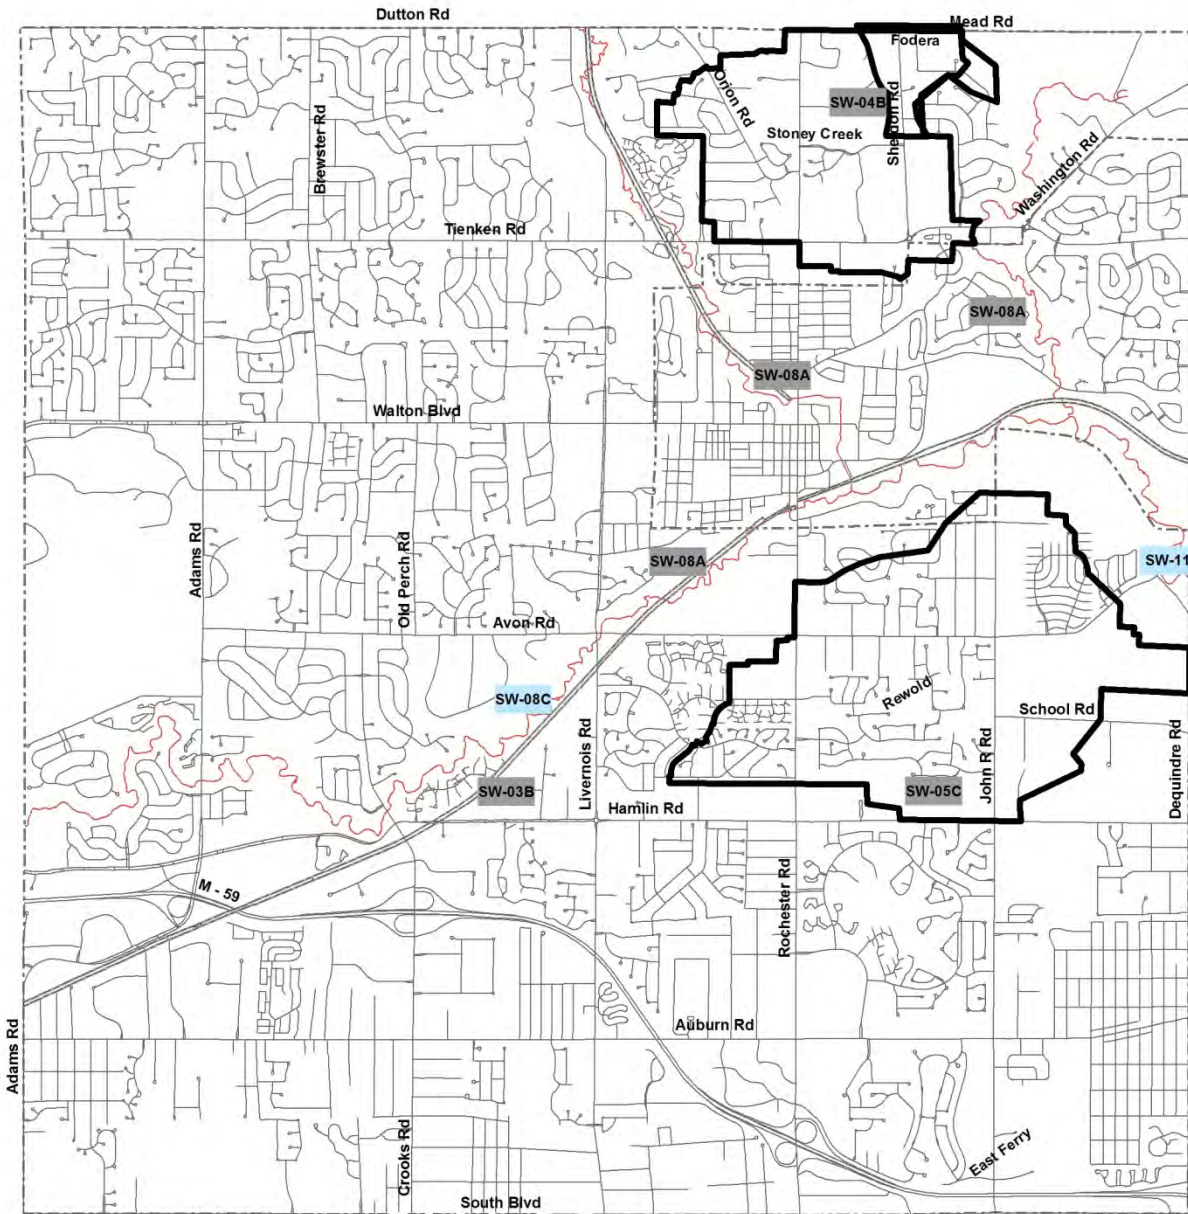 Dutton Rd
Mead Rd
Fodera
Orion Rd
SW-04B
Sheldon Rd
Stoney Creek
Brewster Rd
Washington Rd
Tienken Rd
SW-08A
SW-08A
Walton Blvd
Adams Rd
Old Perch Rd
SW-08A
SW-11
Avon Rd
SW-08C
Rewold
School Rd
Livernois Rd
John R Rd
Dequindre Rd
SW-03B
SW-05C
Hamlin Rd
M - 59
Rochester Rd
Auburn Rd
Adams Rd
Crooks Rd
East Ferry
South Blvd